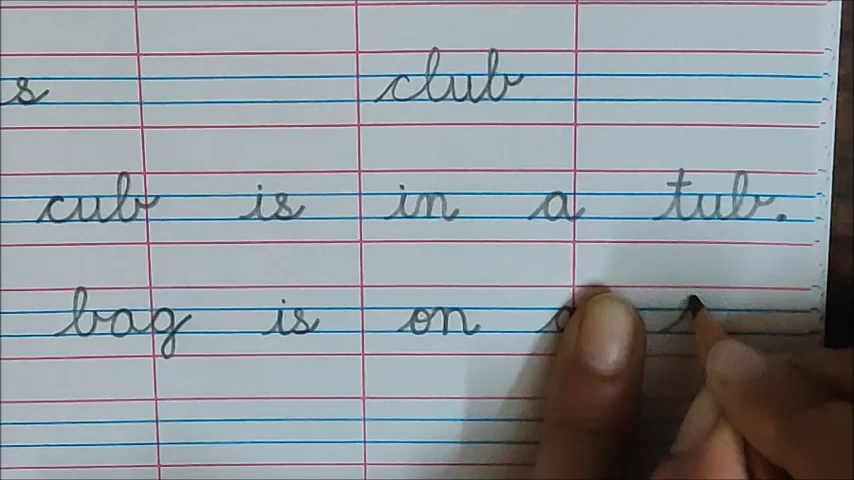 s club
cub is in a tub.
bag is on